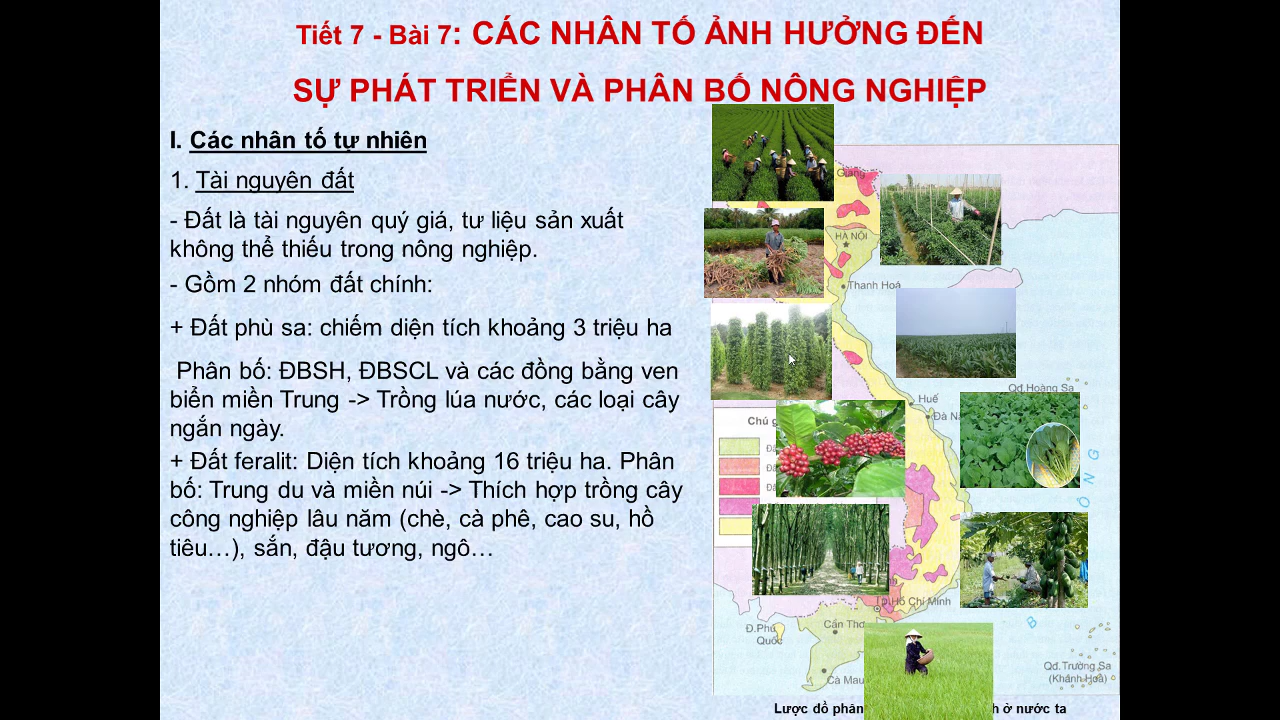 Tiết 7 - Bài 7: CÁC NHÂN TỐ ẢNH HƯỞNG ĐẾN
SỰ PHÁT TRIỂN VÀ PHÂN BỐ NÔNG NGHIỆP
I. Các nhân tố tự nhiên
1. Tài nguyên đất
- Đất là tài nguyên quý giá, tư liệu sản xuất
không thể thiếu trong nông nghiệp.
- Gồm 2 nhóm đất chính:
+ Đất phù sa: chiếm diện tích khoảng 3 triệu ha
Phân bố: ĐBSH, ĐBSCL và các đồng bằng ven
biển miền Trung -> Trồng lúa nước, các loại cây
ngắn ngày.
+ Đất feralit: Diện tích khoảng 16 triệu ha. Phân
bố: Trung du và miền núi -> Thích hợp trồng cây
công nghiệp lâu năm (chè, cà phê, cao su, hồ
tiêu…), sắn, đậu tương, ngô…
Giang
HÀ NỘI
Thanh Hoá
Qđ.Hoàng Sa
Huế
Đà
Chú
Tp.Hồ Chí Minh
Cần Thơ
Đ.Phú
Quốc
Cà Mau
Qđ.Trường Sa
(Khánh Hoà)
Lược đồ phân
ở nước ta